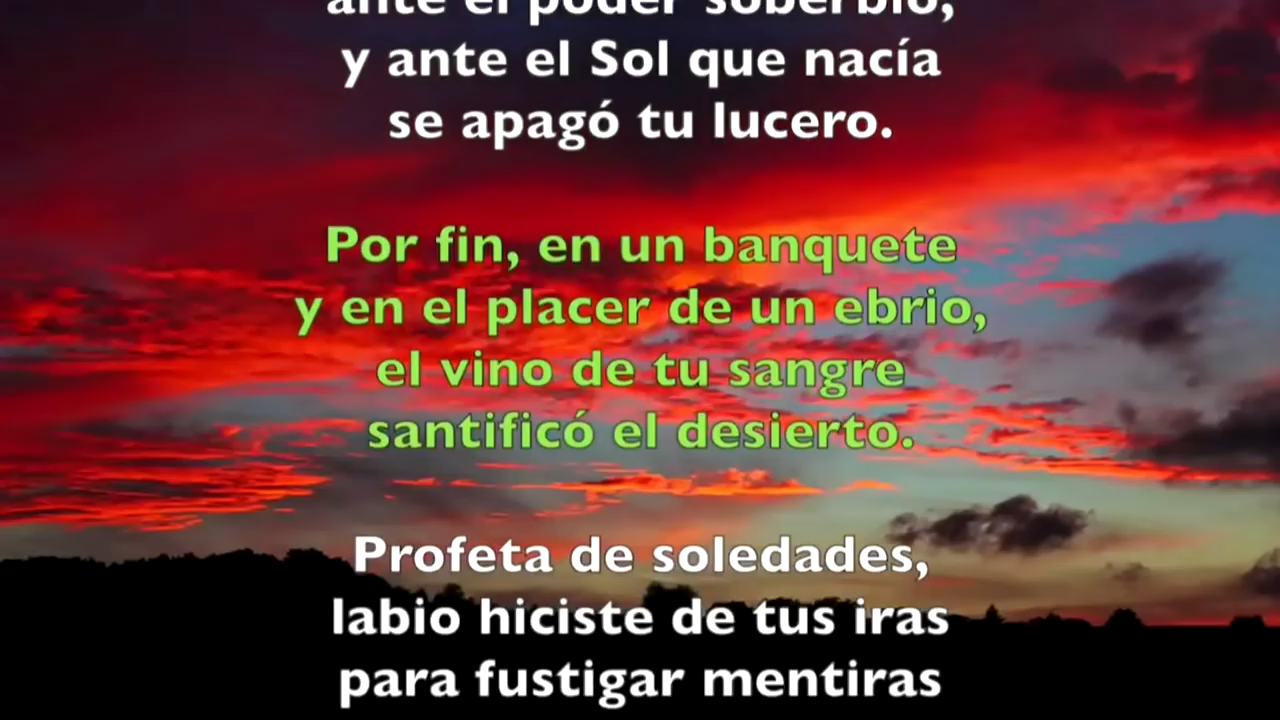 ante el poder soberbio,
y ante el Sol que nacía
se apagó tu lucero.
Por fin, en un banquete
y en el placer de un ebrio,
el vino de tu sangre
santificó el desierto.
Profeta de soledades,
labio hiciste de tus iras
para fustigar mentiras